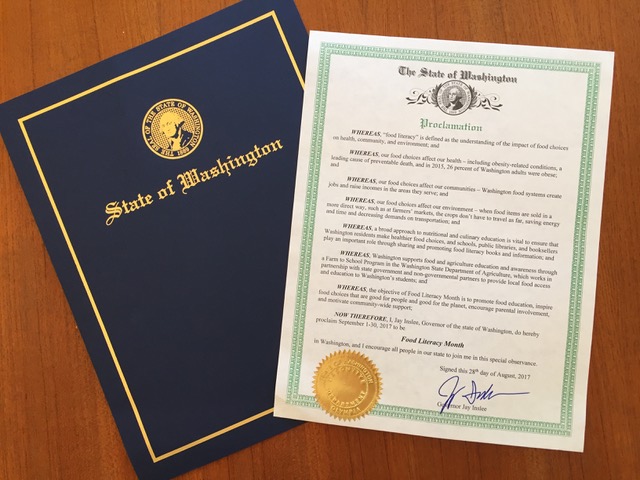 THE SEAL OF THE STATE OF WASHINGTON
1889
State of Washington
The State of Washington
Proclamation
WHEREAS, "food literacy" is defined as the understanding of the impact of food choices
on health, community, and environment; and
WHEREAS, our food choices affect our health – including obesity-related conditions; a
leading cause of preventable death, and in 2015, 26 percent of Washington adults were obese;
and
WHEREAS, our food choices affect our communities – Washington food systems create
jobs and raise incomes in the areas they serve; and
WHEREAS, our food choices affect our environment – when food items are sold in a
more direct way, such as at farmers' markets, the crops don't have to travel as far, saving energy
and time and decreasing demands on transportation; and
WHEREAS, a broad approach to nutritional and culinary education is vital to ensure that
Washington residents make healthier food choices, and schools, public libraries, and booksellers
play an important role through sharing and promoting food literacy books and information; and
WHEREAS, Washington supports food and agriculture education and awareness through
a Farm to School Program in the Washington State Department of Agriculture, which works in
partnership with state government and non-governmental partners to provide local food access
and education to Washington's students; and
WHEREAS, the objective of Food Literacy Month is to promote food education, inspire
food choices that are good for people and good for the planet, encourage parental involvement,
and motivate community-wide support;
NOW THEREFORE, I, Jay Inslee, Governor of the state of Washington, do hereby
proclaim September 1-30, 2017 to be
Food Literacy Month
in Washington, and I encourage all people in our state to join me in this special observance.
Signed this 28th day of August, 2017
Governor Jay Inslee